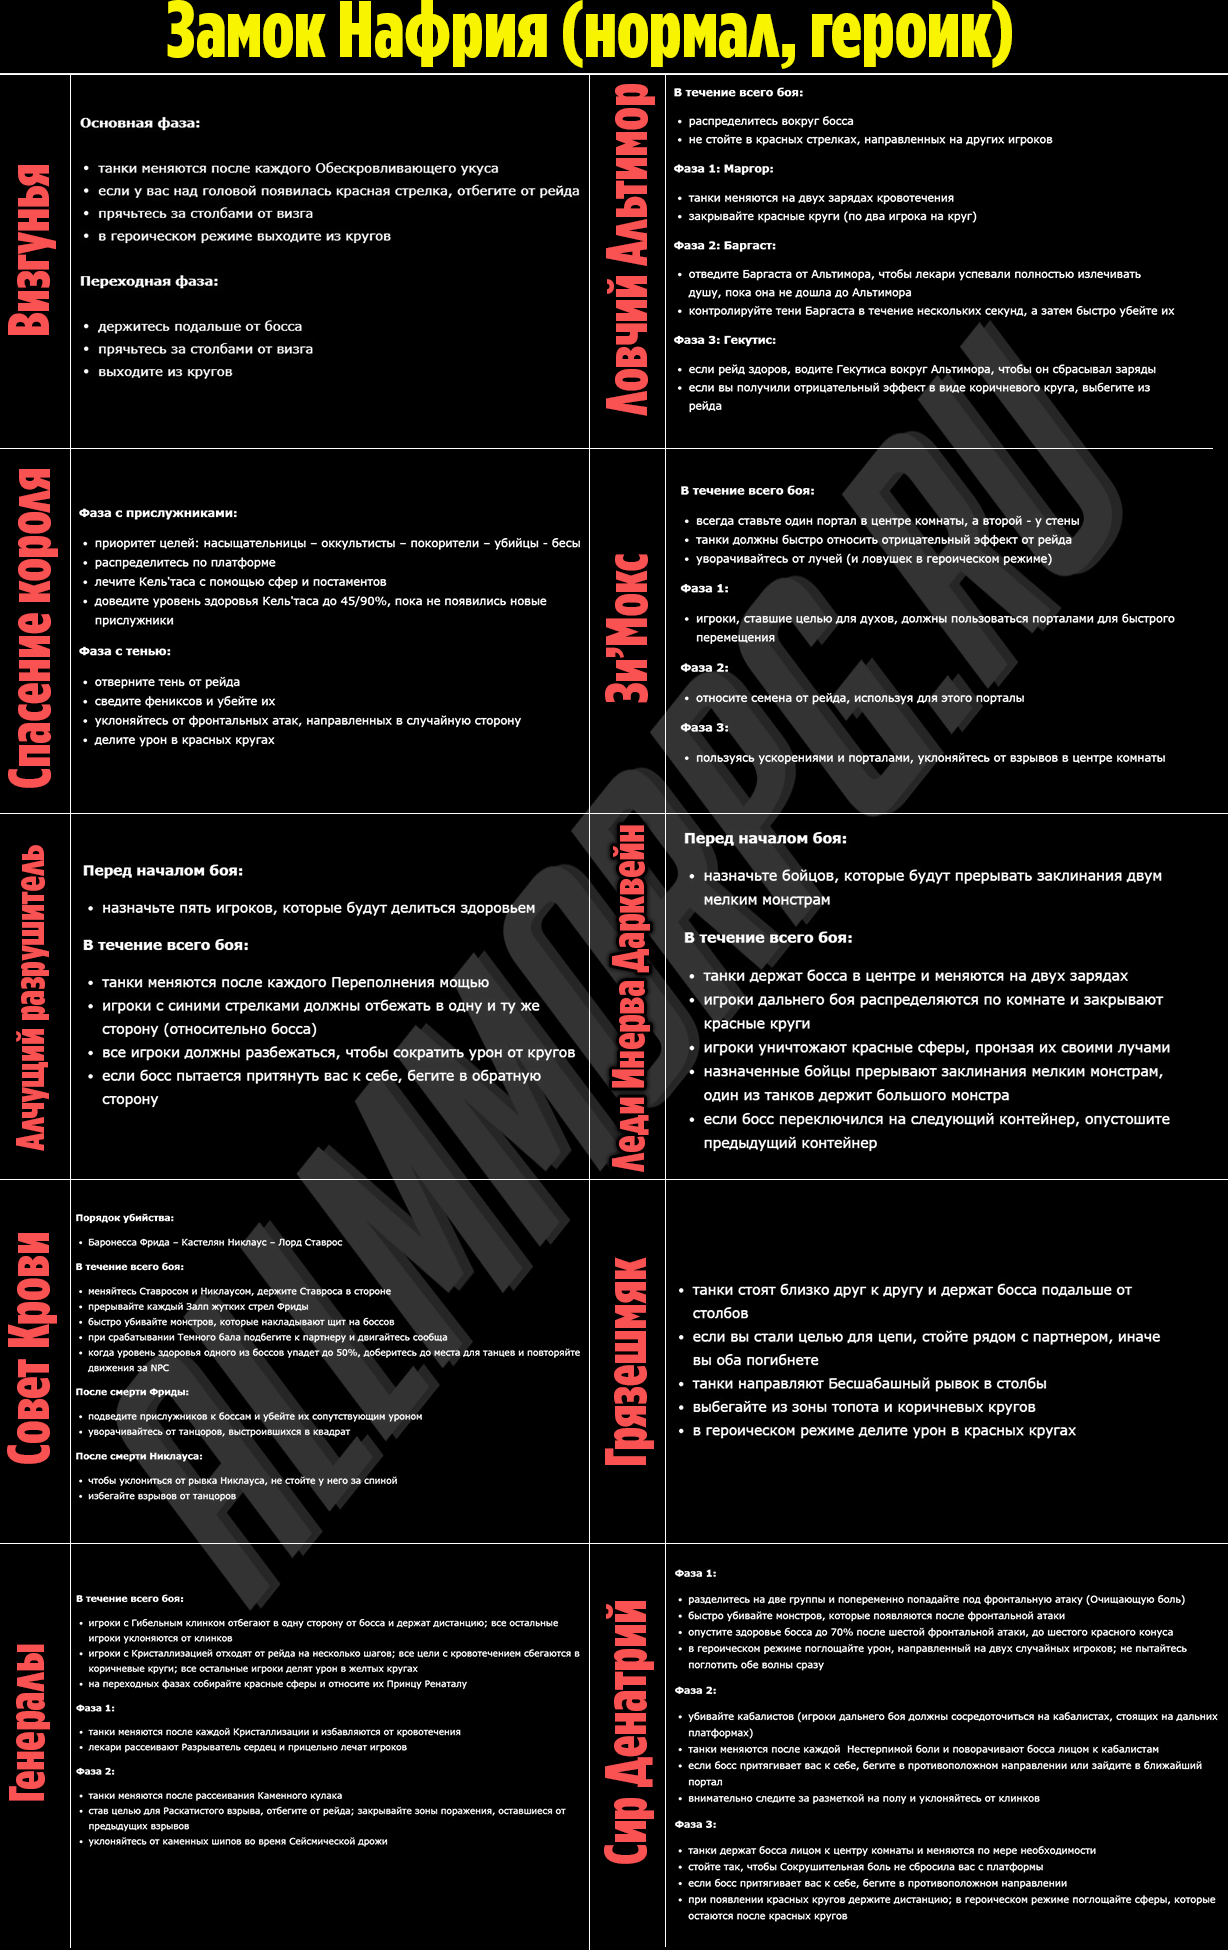 Замок Нафрия (нормал, героик)
Визгунья
Основная фаза:
• танки меняются после каждого Обескровливающего укуса
• если у вас над головой появилась красная стрелка, отбегите от рейда
• прячьтесь за столбами от визга
• в героическом режиме выходите из кругов
Переходная фаза:
• держитесь подальше от босса
• прячьтесь за столбами от визга
• выходите из кругов
Ловчий Альтимор
В течение всего боя:
• распределитесь вокруг босса
• не стойте в красных стрелках, направленных на других игроков
Фаза 1: Маргор:
• танки меняются на двух зарядах кровотечения
• закрывайте красные круги (по два игрока на круг)
Фаза 2: Баргаст:
• отведите Баргаста от Альтимора, чтобы лекари успевали полностью излечивать
душу, пока она не дошла до Альтимора
• контролируйте тени Баргаста в течение нескольких секунд, а затем быстро убейте их
Фаза 3: Гекутис:
• если рейд здоров, водите Гекутиса вокруг Альтимора, чтобы он сбрасывал заряды
• если вы получили отрицательный эффект в виде коричневого круга, выбегите из
рейда
Спасение короля
Фаза с прислужниками:
• приоритет целей: насыщательницы – оккультисты – покорители – убийцы - бесы
• распределитесь по платформе
• лечите Кель'таса с помощью сфер и постаментов
• доведите уровень здоровья Кель'таса до 45/90%, пока не появились новые
прислужники
Фаза с тенью:
• отверните тень от рейда
• сведите фениксов и убейте их
• уклоняйтесь от фронтальных атак, направленных в случайную сторону
• делите урон в красных кругах
Зи'Мокс
В течение всего боя:
• всегда ставьте один портал в центре комнаты, а второй - у стены
• танки должны быстро относить отрицательный эффект от рейда
• уворачивайтесь от лучей (и ловушек в героическом режиме)
Фаза 1:
• игроки, ставшие целью для духов, должны пользоваться порталами для быстрого
перемещения
Фаза 2:
• относите семена от рейда, используя для этого порталы
Фаза 3:
• пользуясь ускорениями и порталами, уклоняйтесь от взрывов в центре комнаты
Алчущий разрушитель
Перед началом боя:
• назначьте пять игроков, которые будут делиться здоровьем
В течение всего боя:
• танки меняются после каждого Переполнения мощью
• игроки с синими стрелками должны отбежать в одну и ту же
сторону (относительно босса)
• все игроки должны разбежаться, чтобы сократить урон от кругов
• если босс пытается притянуть вас к себе, бегите в обратную
сторону
Леди Инерва Дарквейн
Перед началом боя:
• назначьте бойцов, которые будут прерывать заклинания двум
мелким монстрам
В течение всего боя:
• танки держат босса в центре и меняются на двух зарядах
• игроки дальнего боя распределяются по комнате и закрывают
красные круги
• игроки уничтожают красные сферы, пронзая их своими лучами
• назначенные бойцы прерывают заклинания мелким монстрам,
один из танков держит большого монстра
• если босс переключился на следующий контейнер, опустошите
предыдущий контейнер
Совет Крови
Порядок убийства:
• Баронесса Фрида – Кастелян Никлаус – Лорд Ставрос
В течение всего боя:
• меняйтесь Ставросом и Никлаусом, держите Ставроса в стороне
• прерывайте каждый Залп жутких стрел Фриды
• быстро убивайте монстров, которые накладывают щит на боссов
• при срабатывании Темного бала подбегите к партнеру и двигайтесь сообща
• когда уровень здоровья одного из боссов упадет до 50%, доберитесь до места для танцев и повторяйте
движения за NPC
После смерти Фриды:
• подведите прислужников к боссам и убейте их сопутствующим уроном
• уворачивайтесь от танцоров, выстроившихся в квадрат
После смерти Никлауса:
• чтобы уклониться от рывка Никлауса, не стойте у него за спиной
• избегайте взрывов от танцоров
Грязешмяк
• танки стоят близко друг к другу и держат босса подальше от
столбов
• если вы стали целью для цепи, стойте рядом с партнером, иначе
вы оба погибнете
• танки направляют Бесшабашный рывок в столбы
• выбегайте из зоны топота и коричневых кругов
• в героическом режиме делите урон в красных кругах
Генералы
В течение всего боя:
• игроки с Гибельным клинком отбегают в одну сторону от босса и держат дистанцию; все остальные
игроки уклоняются от клинков
• игроки с Кристаллизацией отходят от рейда на несколько шагов; все цели с кровотечением сбегаются в
коричневые круги; все остальные игроки делят урон в желтых кругах
• на переходных фазах собирайте красные сферы и относите их Принцу Ренаталу
Фаза 1:
• танки меняются после каждой Кристаллизации и избавляются от кровотечения
• лекари рассеивают Разрыватель сердец и прицельно лечат игроков
Фаза 2:
• танки меняются после рассеивания Каменного кулака
• став целью для Раскатистого взрыва, отбегите от рейда; закрывайте зоны поражения, оставшиеся от
предыдущих взрывов
• уклоняйтесь от каменных шипов во время Сейсмической дрожи
Сир Денатрий
Фаза 1:
• разделитесь на две группы и попеременно попадайте под фронтальную атаку (Очищающую боль)
• быстро убивайте монстров, которые появляются после фронтальной атаки
• опустите здоровье босса до 70% после шестой фронтальной атаки, до шестого красного конуса
• в героическом режиме поглощайте урон, направленный на двух случайных игроков; не пытайтесь
поглотить обе волны сразу
Фаза 2:
• убивайте кабалистов (игроки дальнего боя должны сосредоточиться на кабалистах, стоящих на дальних
платформах)
• танки меняются после каждой Нестерпимой боли и поворачивают босса лицом к кабалистам
• если босс притягивает вас к себе, бегите в противоположном направлении или зайдите в ближайший
портал
• внимательно следите за разметкой на полу и уклоняйтесь от клинков
Фаза 3:
• танки держат босса лицом к центру комнаты и меняются по мере необходимости
• стойте так, чтобы Сокрушительная боль не сбросила вас с платформы
• если босс притягивает вас к себе, бегите в противоположном направлении
• при появлении красных кругов держите дистанцию; в героическом режиме поглощайте сферы, которые
остаются после красных кругов
ALLMMORPG.RU